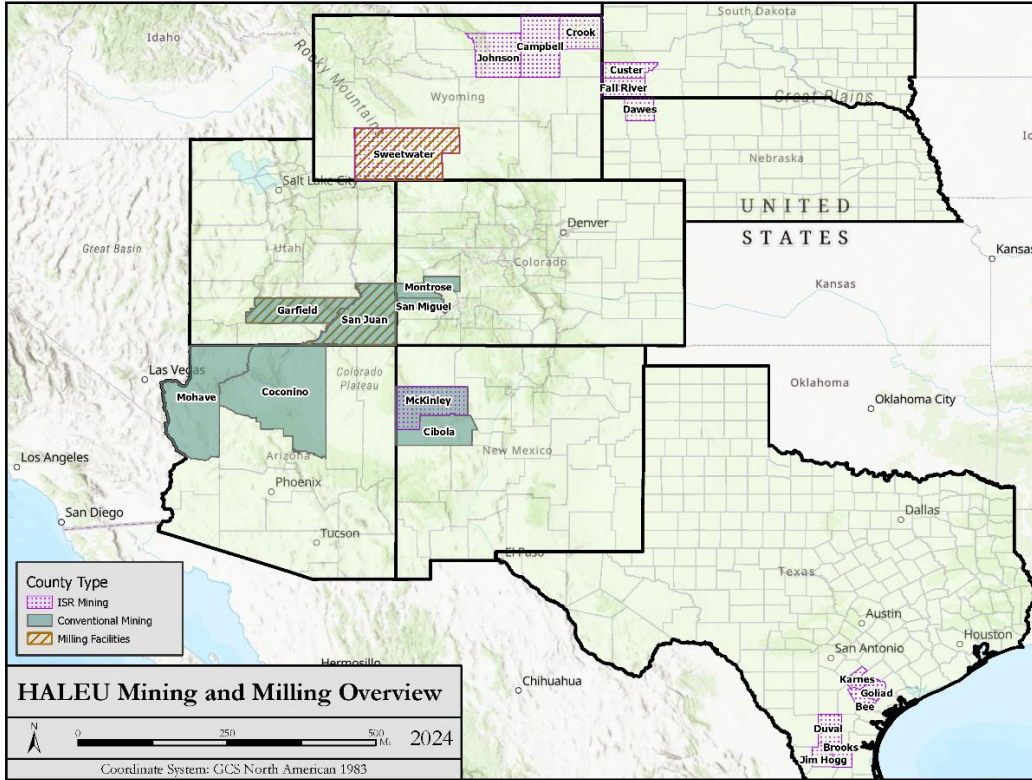 South Dakota
Idaho
Crook
Campbell
Johnson
Rocky Mountains
Custer
Fall River
Great Plains
Wyoming
Dawes
Sweetwater
Nebraska
Salt Lake City
UNITED
STATES
Great Basin
Utah
Denver
Colorado
Kansas
Kansas
Montrose
San Miguel
Garfield
San Juan
Las Vegas
Colorado
Plateau
Mohave
Coconino
McKinley
Cibola
New Mexico
Oklahoma
Oklahoma City
Los Angeles
Arizona
Phoenix
San Diego
Tucson
Dallas
El Paso
Texas
Austin
Houston
San Antonio
Karnes
Goliad
Bee
Duval
Brooks
Jim Hogg
Hermosillo
Chihuahua
County Type
ISR Mining
Conventional Mining
Milling Facilities
HALEU Mining and Milling Overview
N
0 250 500
Mi
2024
Coordinate System: GCS North American 1983